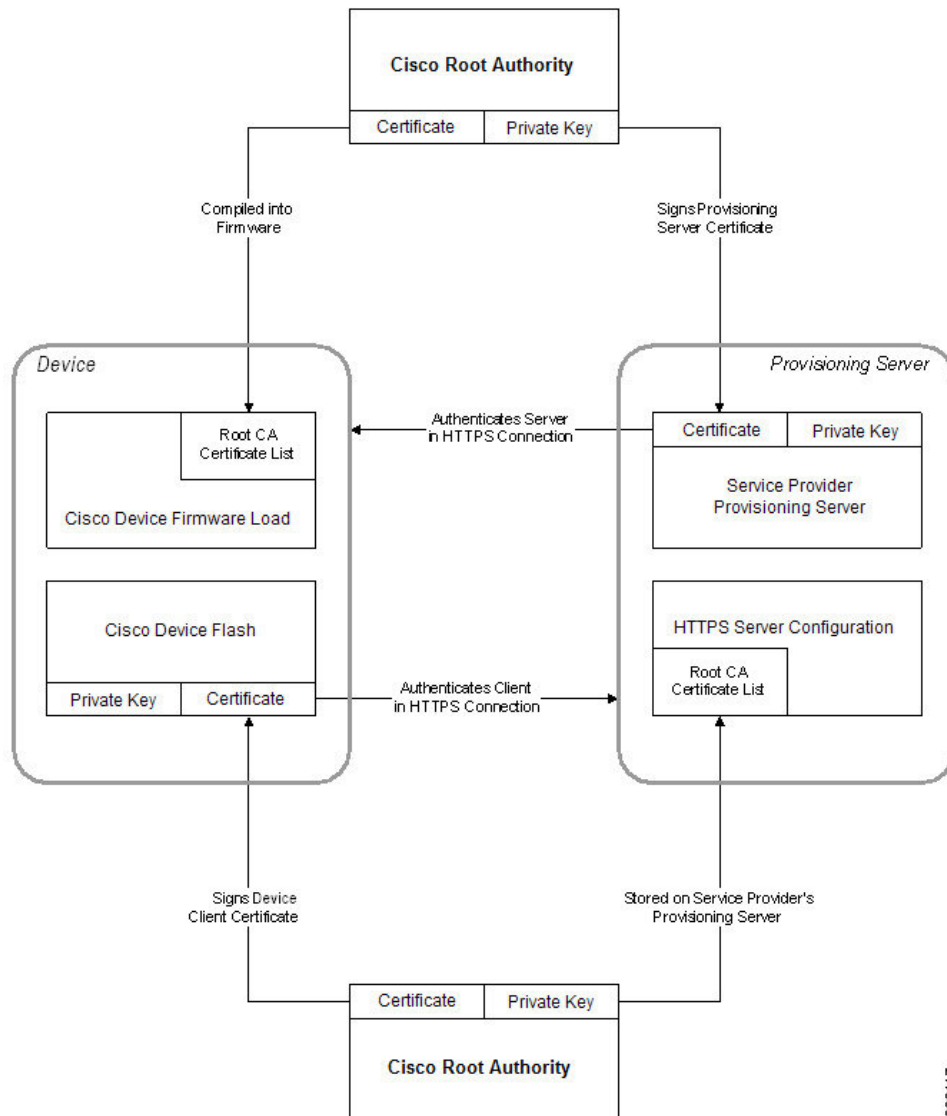 Cisco Root Authority
Certificate
Private Key
Compiled into
Firmware
Signs Provisioning
Server Certificate
Device
Provisioning Server
Root CA
Certificate List
Cisco Device Firmware Load
Authenticates Server
in HTTPS Connection
Certificate
Private Key
Service Provider
Provisioning Server
Cisco Device Flash
Private Key
Certificate
Authenticates Client
in HTTPS Connection
HTTPS Server Configuration
Root CA
Certificate List
Signs Device
Client Certificate
Stored on Service Provider's
Provisioning Server
Certificate
Private Key
Cisco Root Authority